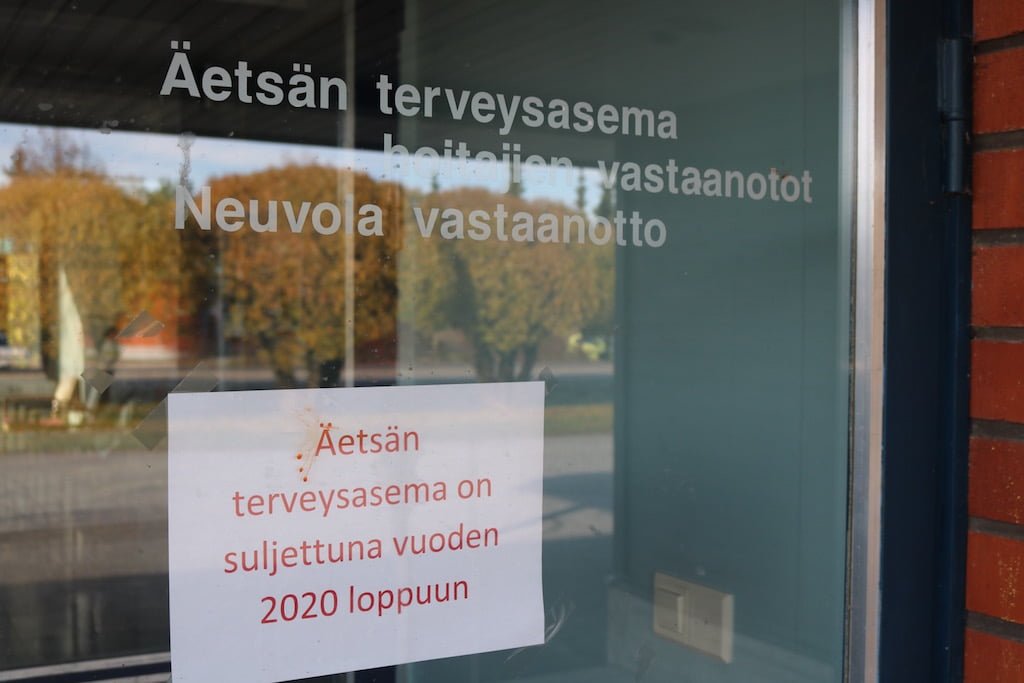 Äetsän terveysasema
hoitajien vastaanotot
Neuvola vastaanotto
Äetsän
terveysasema on
suljettuna vuoden
2020 loppuun